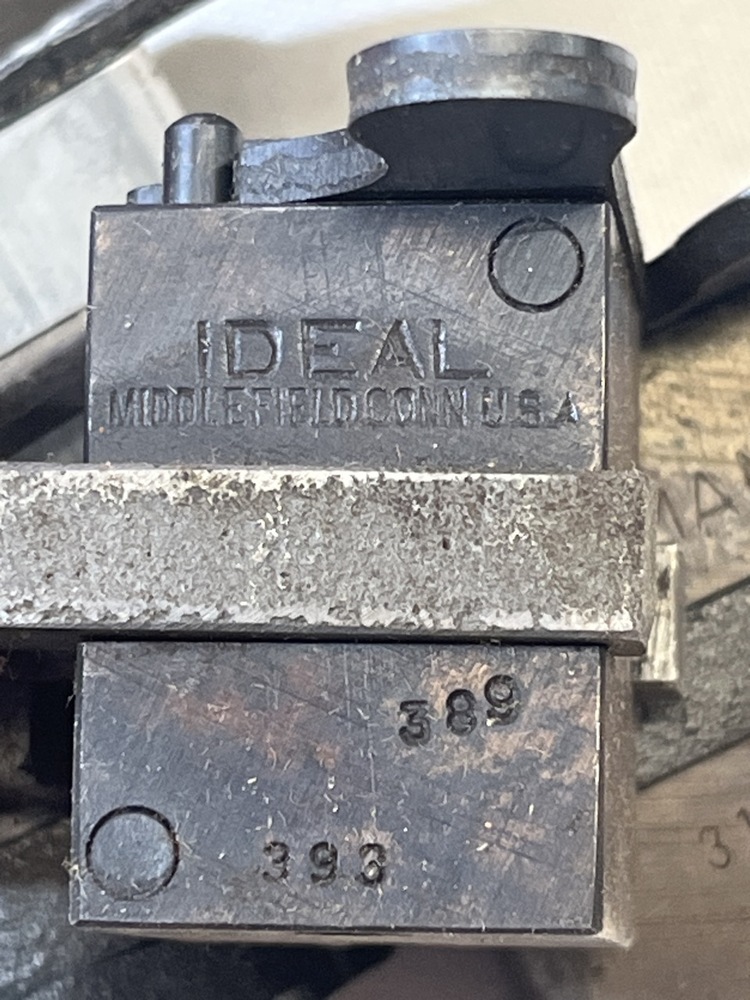 IDEAL
MIDDLEFIELD CONN U.S.A
389
393